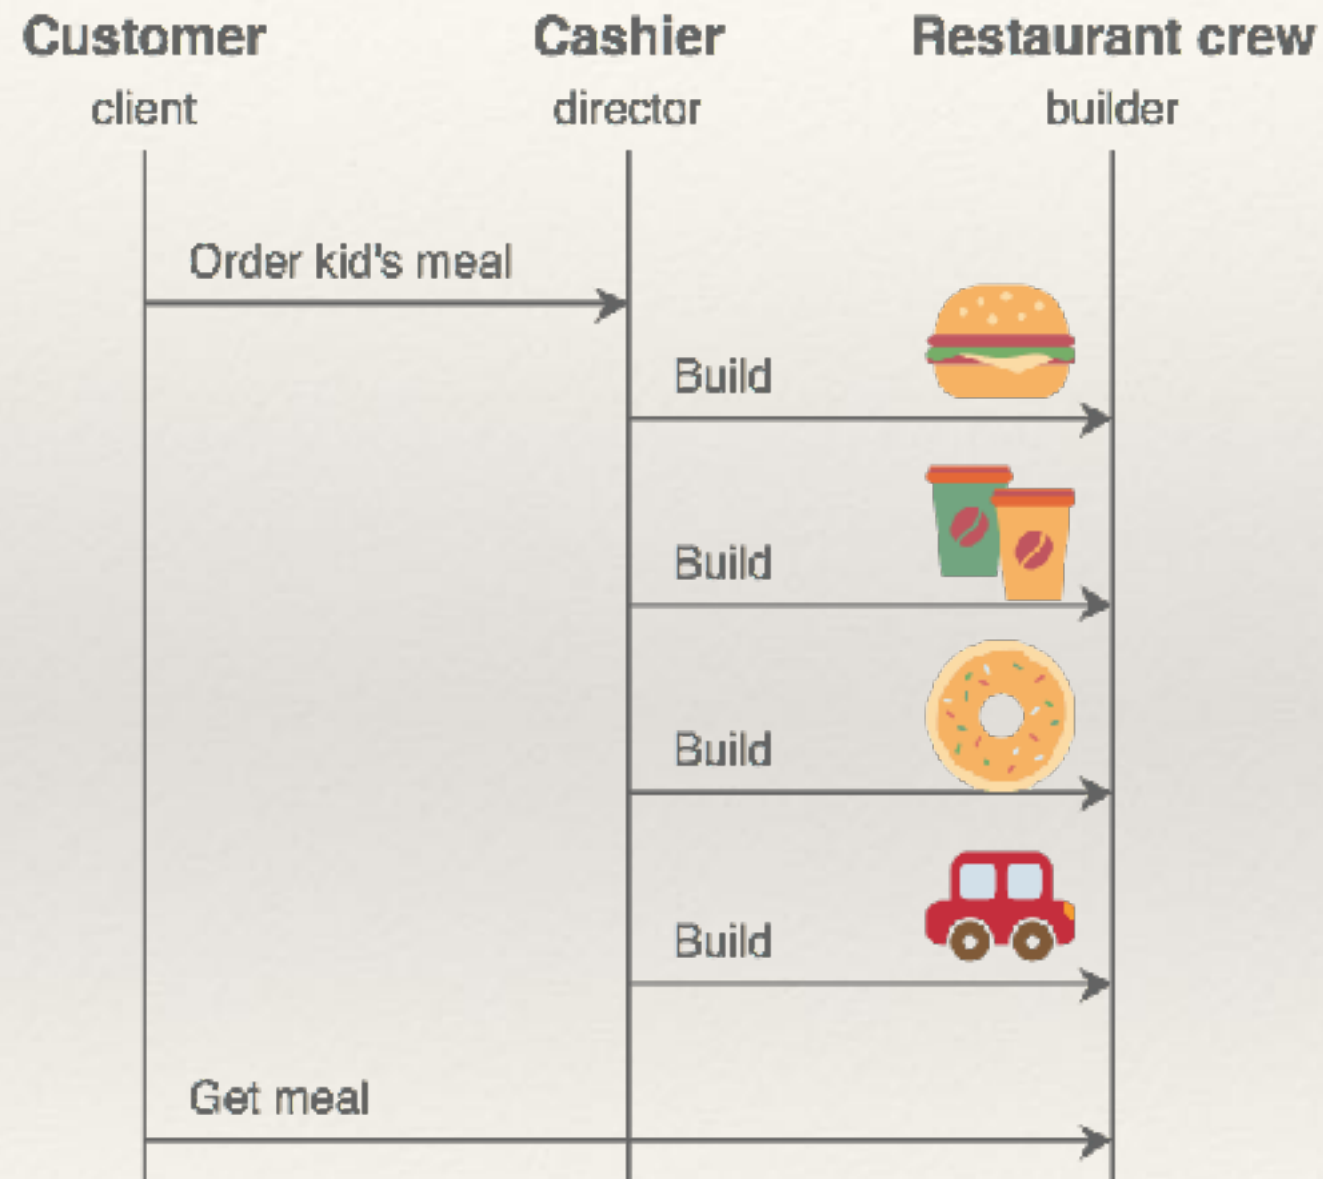 Customer
Cashier
Restaurant crew
client
director
builder
Order kid's meal
Build
Build
Build
Build
Get meal